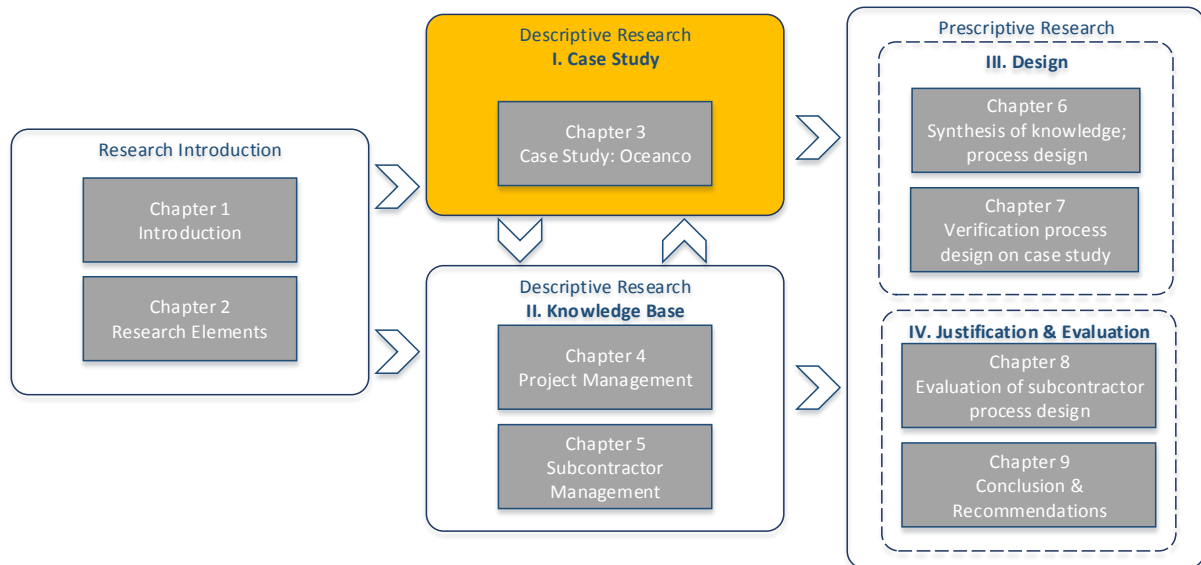 Research Introduction
Chapter 1
Introduction
Chapter 2
Research Elements
Descriptive Research
I. Case Study
Chapter 3
Case Study: Oceanco
Descriptive Research
II. Knowledge Base
Chapter 4
Project Management
Chapter 5
Subcontractor
Management
Prescriptive Research
III. Design
Chapter 6
Synthesis of knowledge;
process design
Chapter 7
Verification process
design on case study
IV. Justification & Evaluation
Chapter 8
Evaluation of subcontractor
process design
Chapter 9
Conclusion &
Recommendations